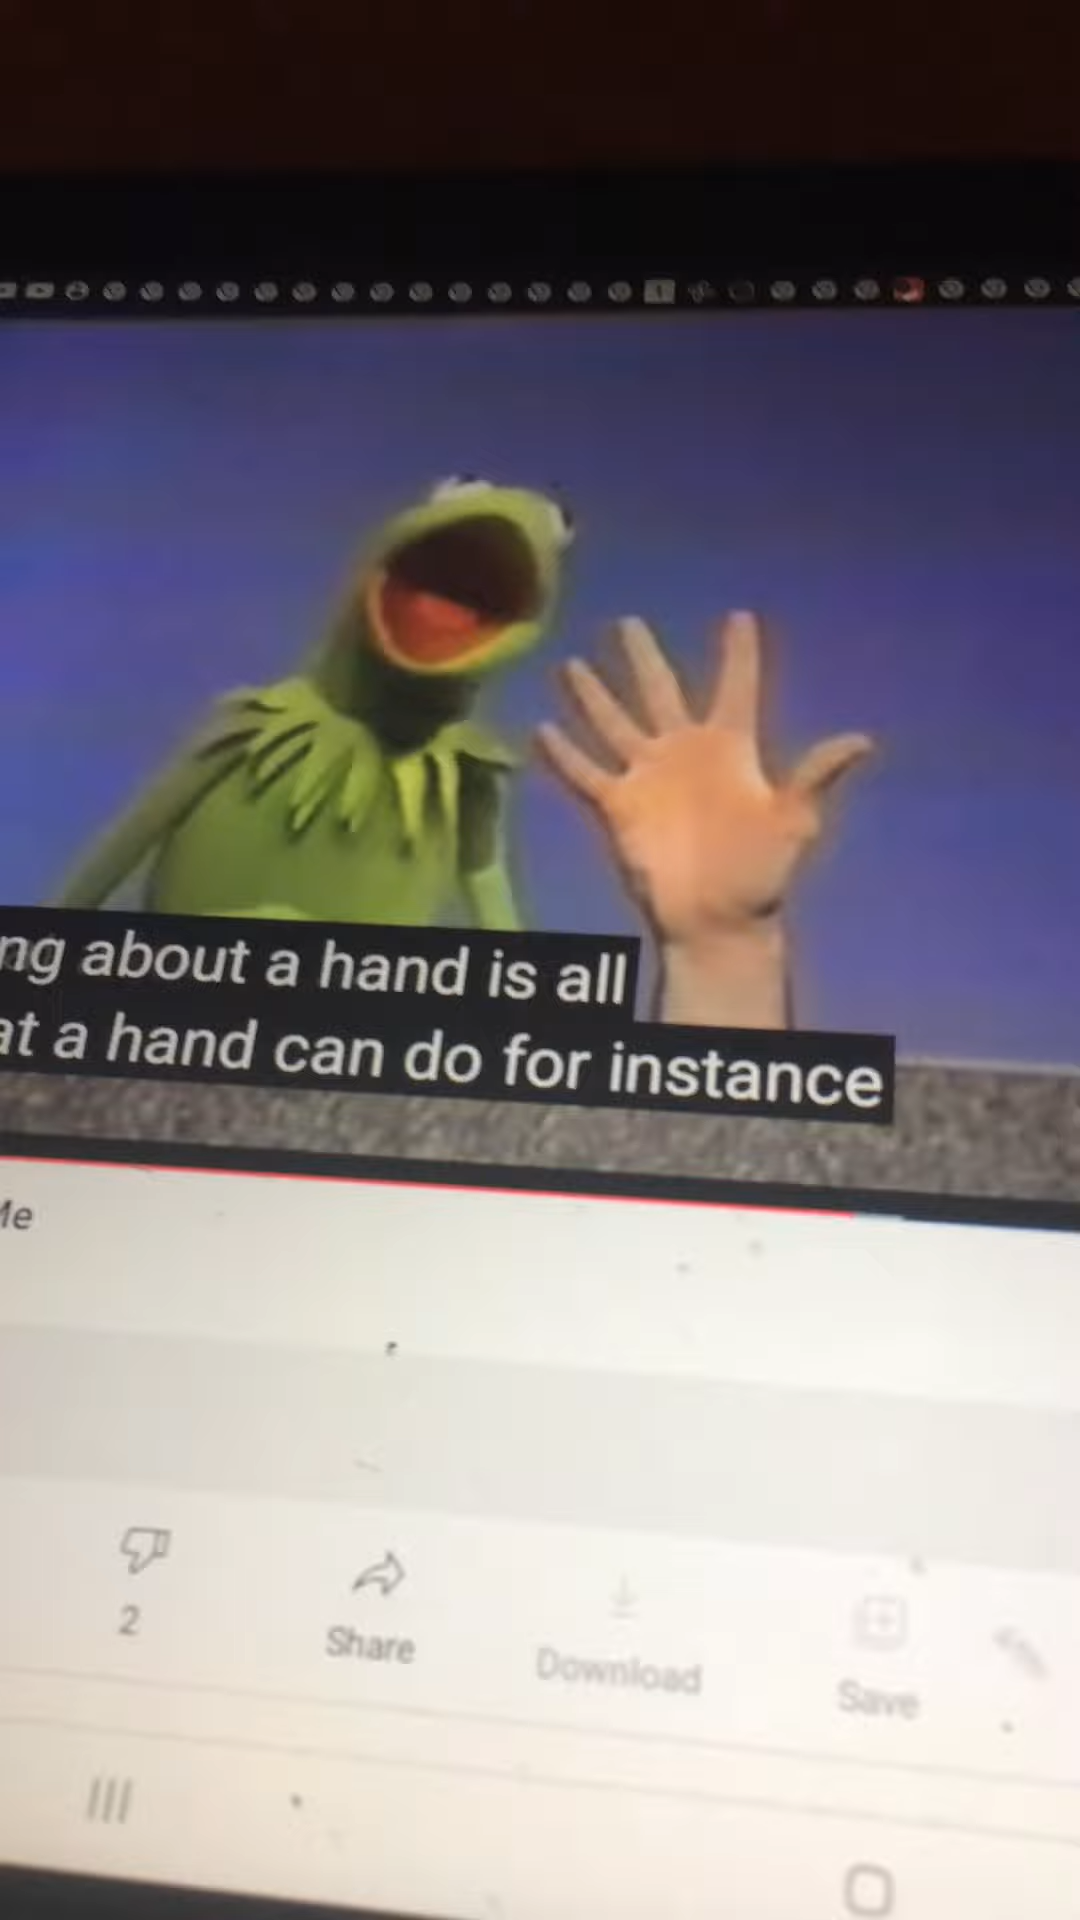 ng about a hand is all
at a hand can do for instance
Me
2
Share
Download
Save